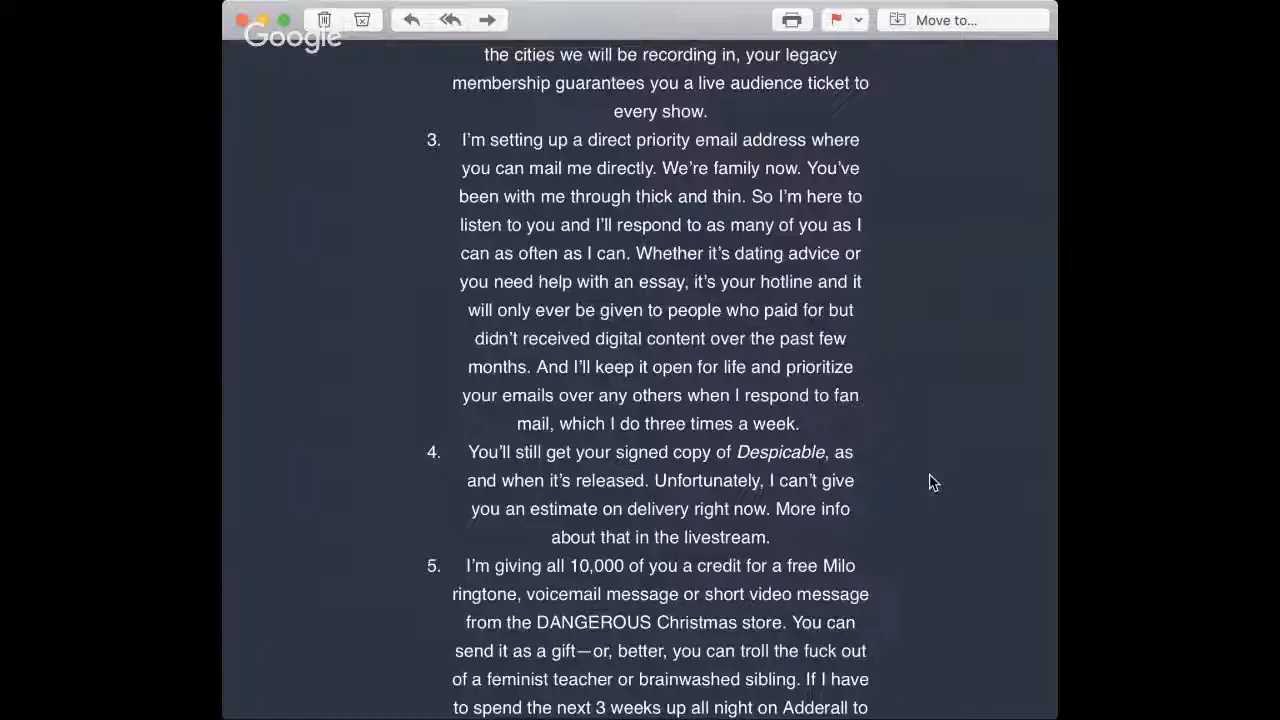 Move to...
Google
the cities we will be recording in, your legacy
membership guarantees you a live audience ticket to
every show.
3. I’m setting up a direct priority email address where
you can mail me directly. We’re family now. You’ve
been with me through thick and thin. So I’m here to
listen to you and I’ll respond to as many of you as I
can as often as I can. Whether it’s dating advice or
you need help with an essay, it’s your hotline and it
will only ever be given to people who paid for but
didn’t received digital content over the past few
months. And I’ll keep it open for life and prioritize
your emails over any others when I respond to fan
mail, which I do three times a week.
4. You’ll still get your signed copy of Despicable, as
and when it’s released. Unfortunately, I can’t give
you an estimate on delivery right now. More info
about that in the livestream.
5. I’m giving all 10,000 of you a credit for a free Milo
ringtone, voicemail message or short video message
from the DANGEROUS Christmas store. You can
send it as a gift—or, better, you can troll the fuck out
of a feminist teacher or brainwashed sibling. If I have
to spend the next 3 weeks up all night on Adderall to